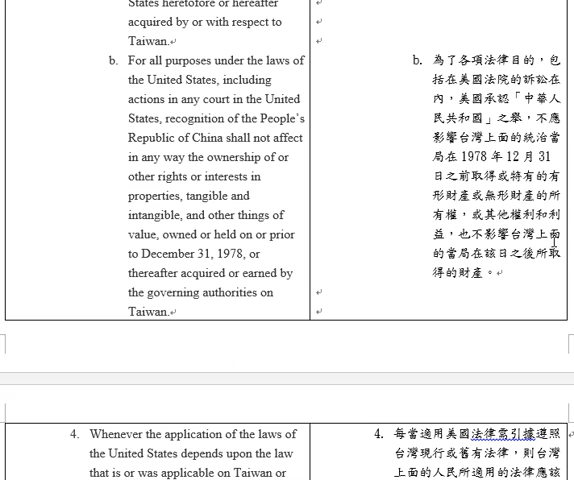 States heretofore or hereafter
acquired by or with respect to
Taiwan.
b. For all purposes under the laws of
the United States, including
actions in any court in the United
States, recognition of the People's
Republic of China shall not affect
in any way the ownership of or
other rights or interests in
properties, tangible and
intangible, and other things of
value, owned or held on or prior
to December 31, 1978, or
thereafter acquired or earned by
the governing authorities on
Taiwan.
b. 為了各項法律目的，包
括在美國法院的訴訟在
內，美國承認「中華人
民共和國」之舉，不應
影響台灣上面的統治當
局在 1978 年 12 月 31
日之前取得或特有的有
形財產或無形財產的所
有權，或其他權利和利
益，也不影響台灣上面
的當局在該日之後所取
得的財產。
4. Whenever the application of the laws of
the United States depends upon the law
that is or was applicable on Taiwan or
4. 每當適用美國法律需引據遵照
台灣現行或舊有法律，則台灣
上面的人民所適用的法律應該